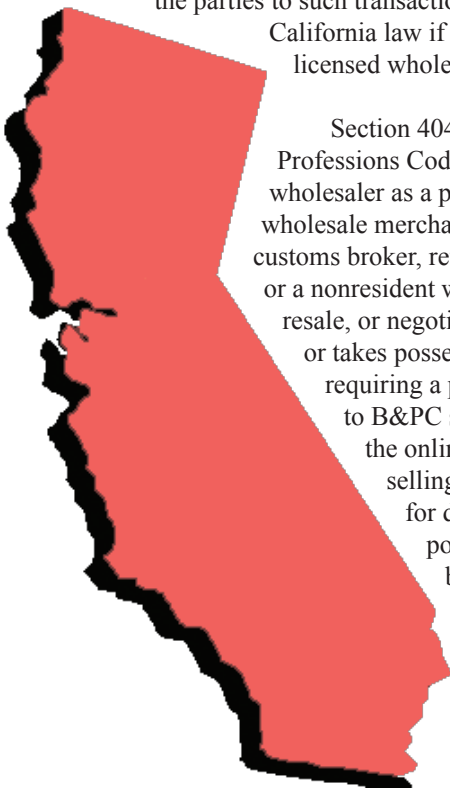 the parties to such transactio
California law if
licensed whole
Section 404
Professions Cod
wholesaler as a p
wholesale mercha
customs broker, re
or a nonresident w
resale, or negoti
or takes posse
requiring a p
to B&PC s
the onlin
selling
for c
po
b